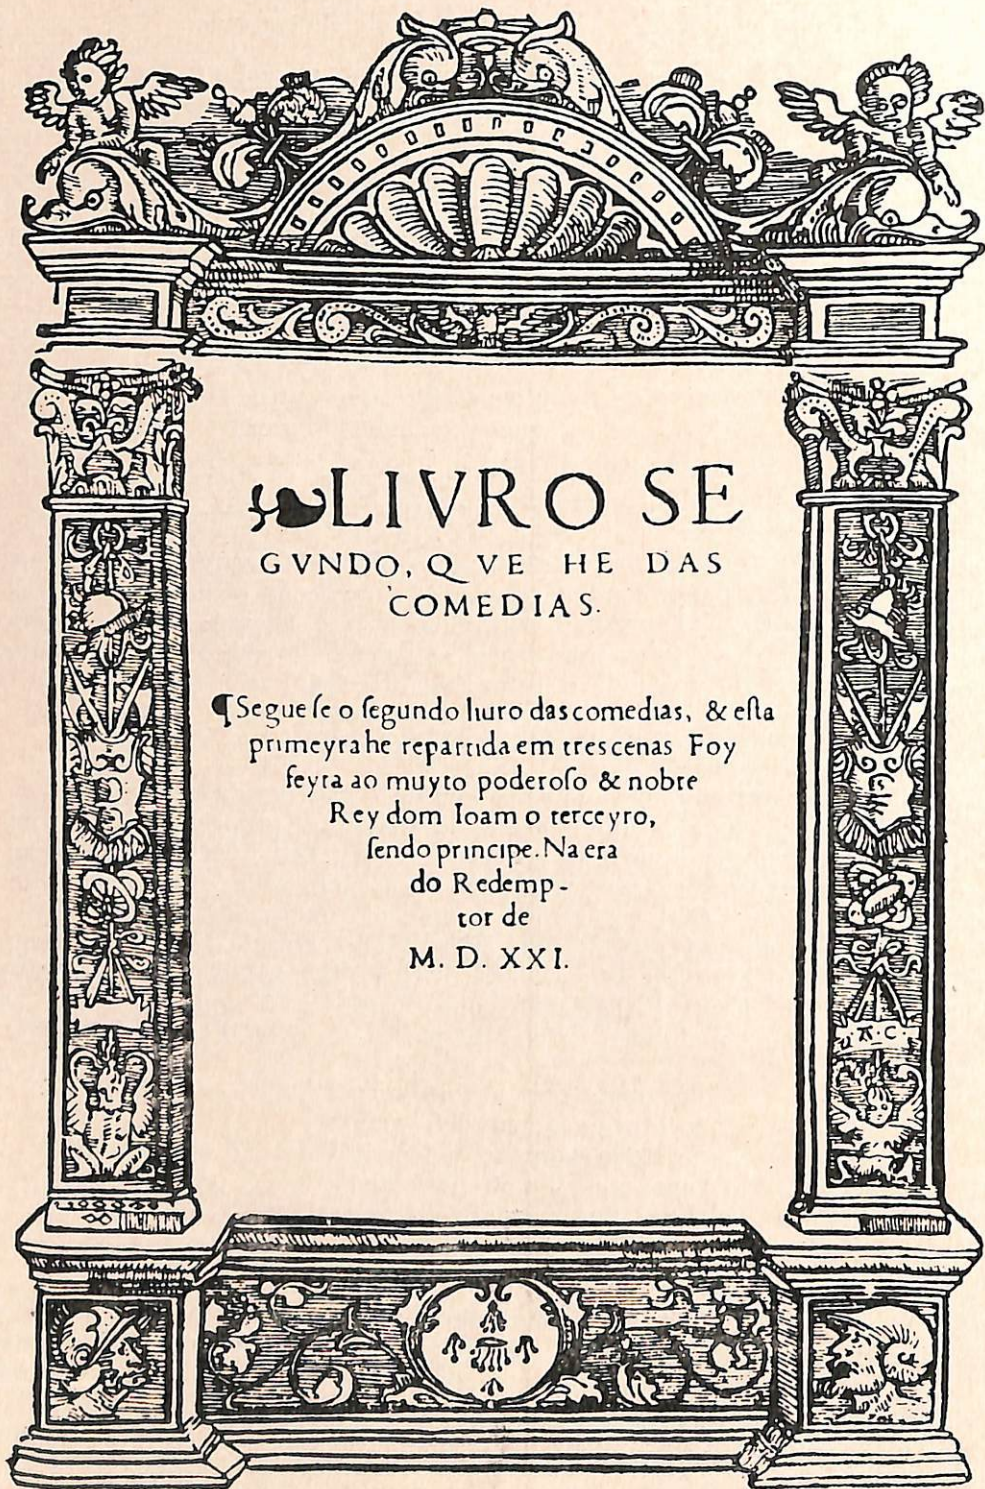 LIVRO SE
GVNDO, QVE HE DAS
COMEDIAS.
¶Segue ſe o ſegundo liuro das comedias, & eſta
primeyra he repartida em tres cenas Foy
feyta ao muyto poderoſo & nobre
Rey dom Ioam o terceyro,
ſendo principe. Na era
do Redemp-
tor de
M. D. XXI.
A·C·